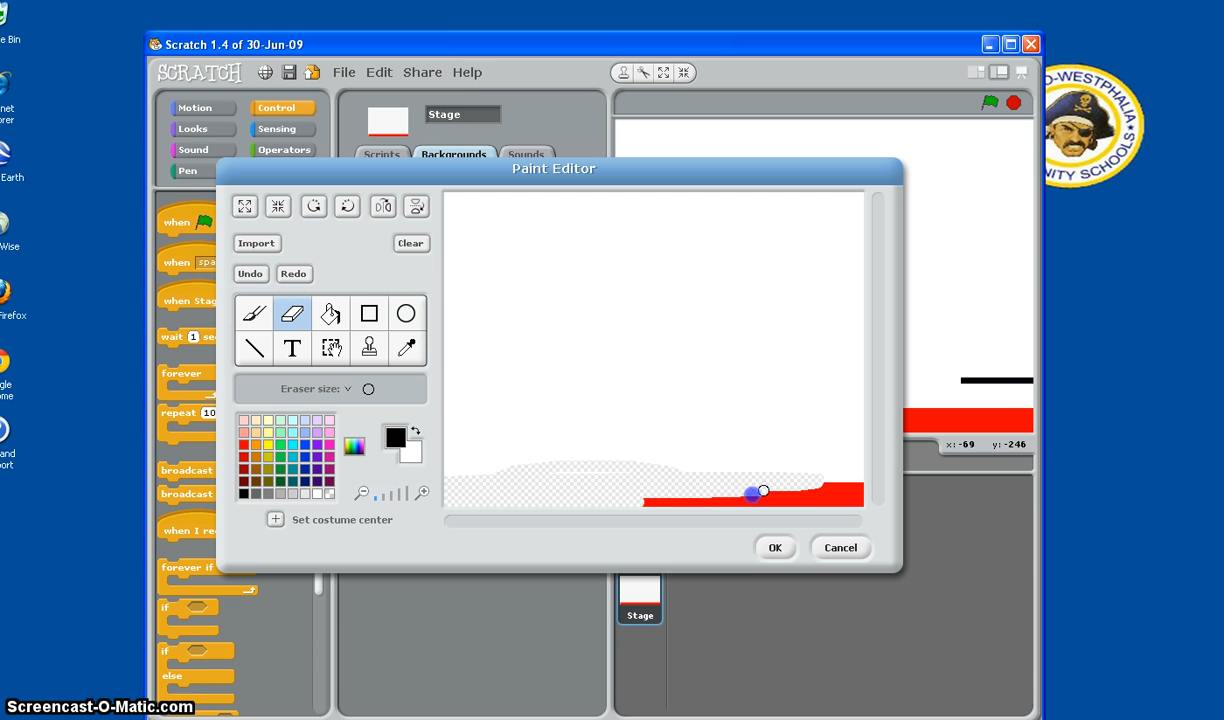 e Bin
Scratch 1.4 of 30-Jun-09
SCRATCH
File Edit Share Help
net
orer
Earth
Wise
Firefox
gle
ome
and
port
O-WESTPHALIA
NITY SCHOOLS
Motion Control
Looks Sensing
Sound Operators
Pen
Stage
Scripts Backgrounds Sounds
Paint Editor
when
when spa
when Stag
wait 1 sec
forever
repeat 10
broadcast
broadcast
when I rec
forever if
if
if
else
Import Clear
Undo Redo
T
Eraser size:
Set costume center
OK Cancel
x: -69 y: -246
Stage
Screencast-O-Matic.com